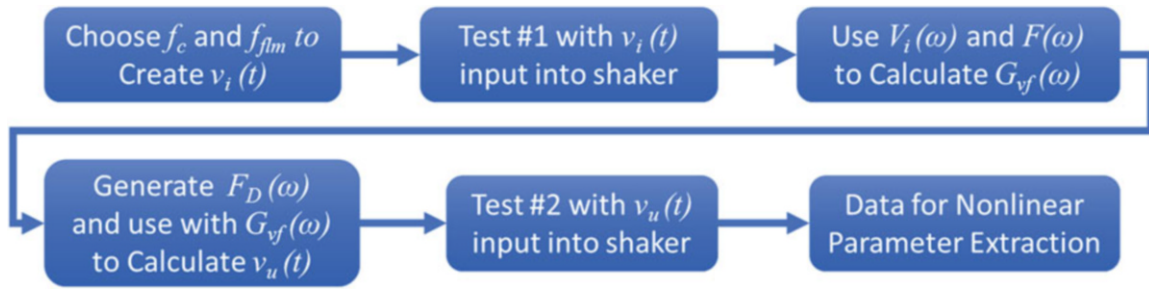 Choose f_c and f_flm to
Create v_i(t)
Test #1 with v_i(t)
input into shaker
Use V_i(ω) and F(ω)
to Calculate G_vf(ω)
Generate F_D(ω)
and use with G_vf(ω)
to Calculate v_u(t)
Test #2 with v_u(t)
input into shaker
Data for Nonlinear
Parameter Extraction